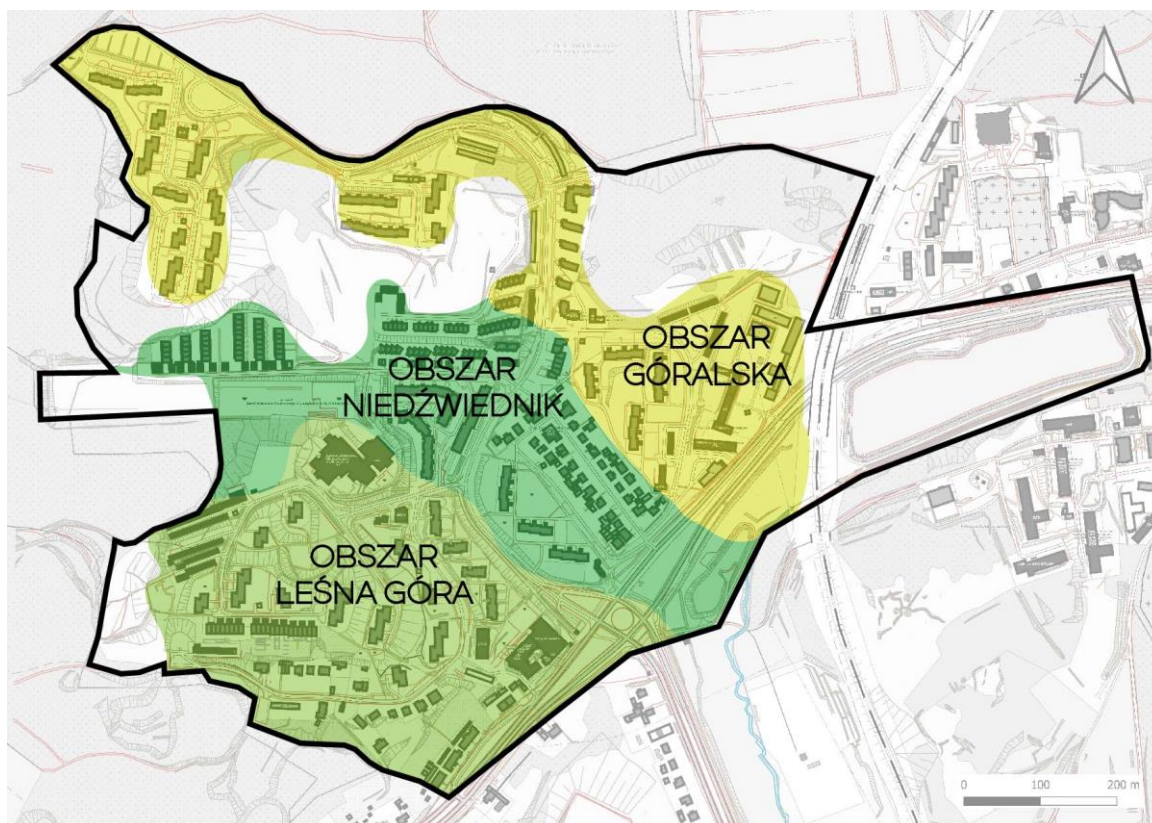 OBSZAR
GÓRALSKA
OBSZAR
NIEDŹWIEDNIK
OBSZAR
LEŚNA GÓRA
0 100 200 m